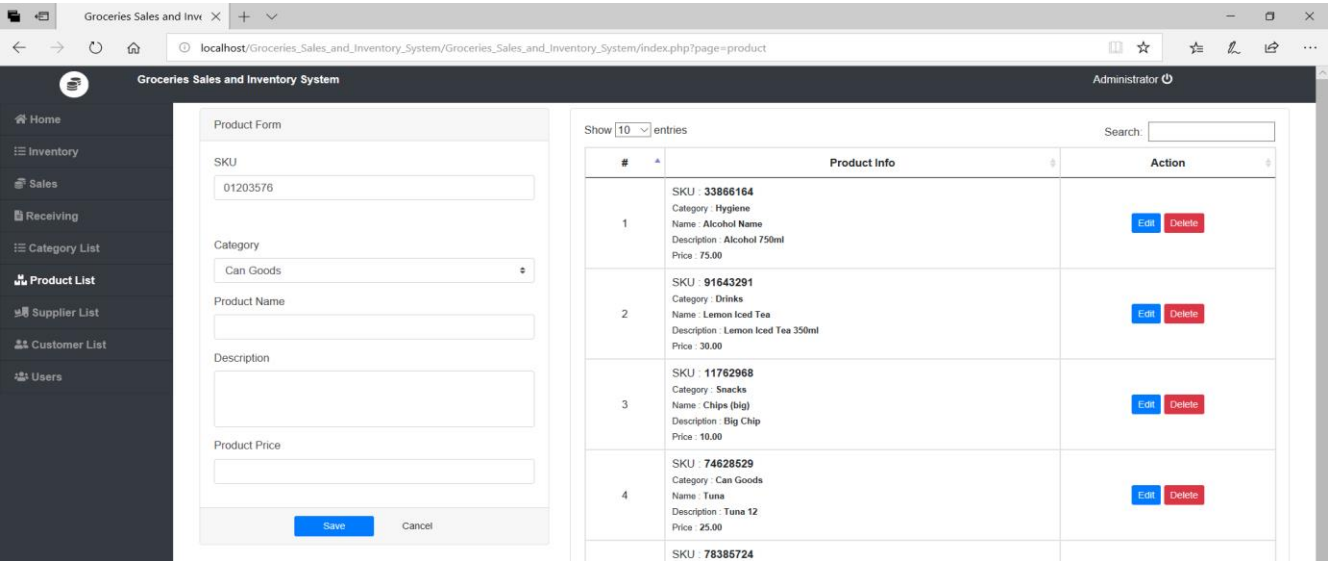 Groceries Sales and Inve
localhost/Groceries_Sales_and_Inventory_System/Groceries_Sales_and_Inventory_System/index.php?page=product
Groceries Sales and Inventory System
Administrator
Home
Inventory
Sales
Receiving
Category List
Product List
Supplier List
Customer List
Users
Product Form
SKU
01203576
Category
Can Goods
Product Name
Description
Product Price
Save Cancel
Show 10 entries
Search:
# Product Info Action
1
SKU : 33866164
Category : Hygiene
Name : Alcohol Name
Description : Alcohol 750ml
Price : 75.00
Edit Delete
2
SKU : 91643291
Category : Drinks
Name : Lemon Iced Tea
Description : Lemon Iced Tea 350ml
Price : 30.00
Edit Delete
3
SKU : 11762968
Category : Snacks
Name : Chips (big)
Description : Big Chip
Price : 10.00
Edit Delete
4
SKU : 74628529
Category : Can Goods
Name : Tuna
Description : Tuna 12
Price : 25.00
Edit Delete
SKU : 78385724